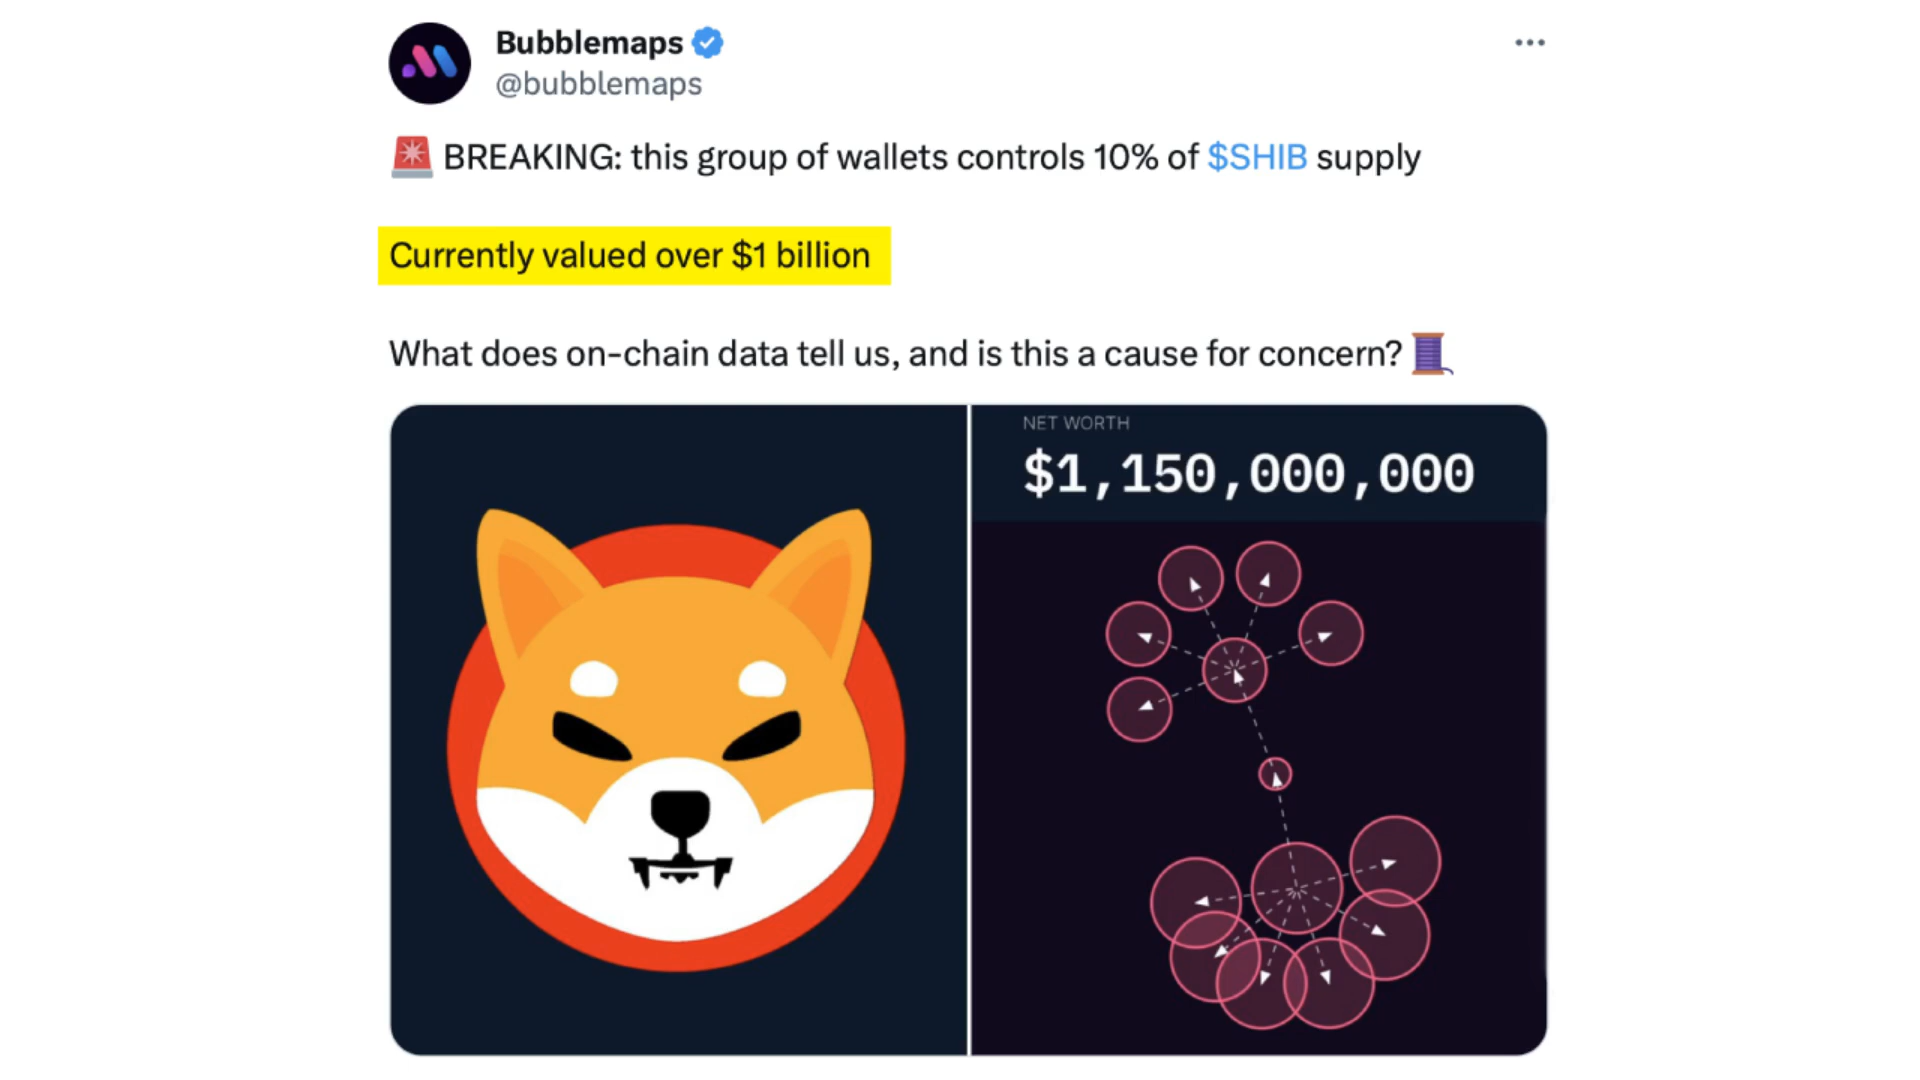 Bubblemaps
@bubblemaps
🚨 BREAKING: this group of wallets controls 10% of $SHIB supply
Currently valued over $1 billion
What does on-chain data tell us, and is this a cause for concern? 🧵
NET WORTH
$1,150,000,000